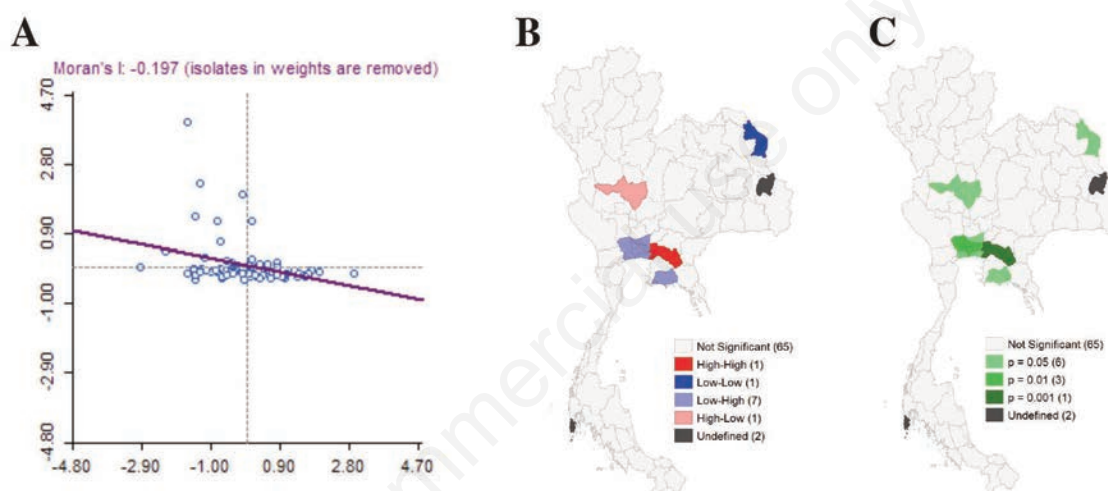 A
B
C
Moran's I: -0.197 (isolates in weights are removed)
4.70
2.80
0.90
-1.00
-2.90
-4.80
-4.80
-2.90
-1.00
0.90
2.80
4.70
Not Significant (65)
High-High (1)
Low-Low (1)
Low-High (7)
High-Low (1)
Undefined (2)
Not Significant (65)
p = 0.05 (6)
p = 0.01 (3)
p = 0.001 (1)
Undefined (2)
mmercial use only